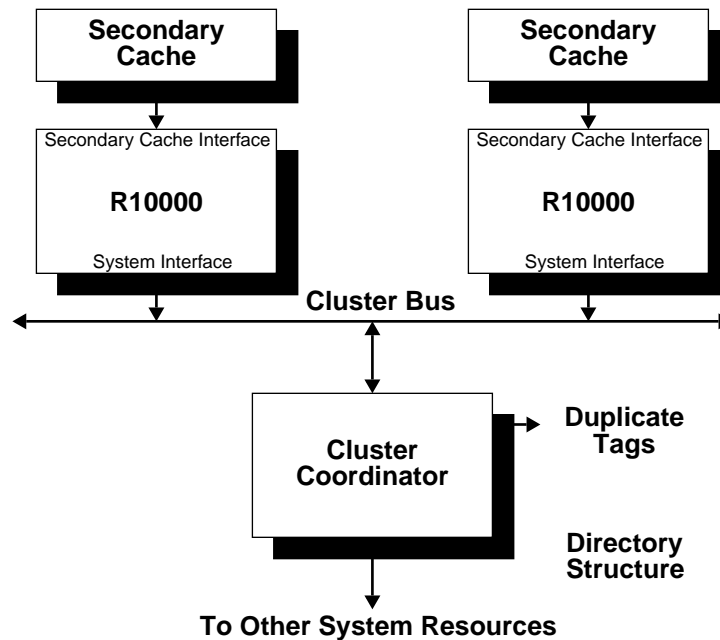 Secondary
Cache
Secondary
Cache
Secondary Cache Interface
R10000
System Interface
Secondary Cache Interface
R10000
System Interface
Cluster Bus
Cluster
Coordinator
Duplicate
Tags
Directory
Structure
To Other System Resources